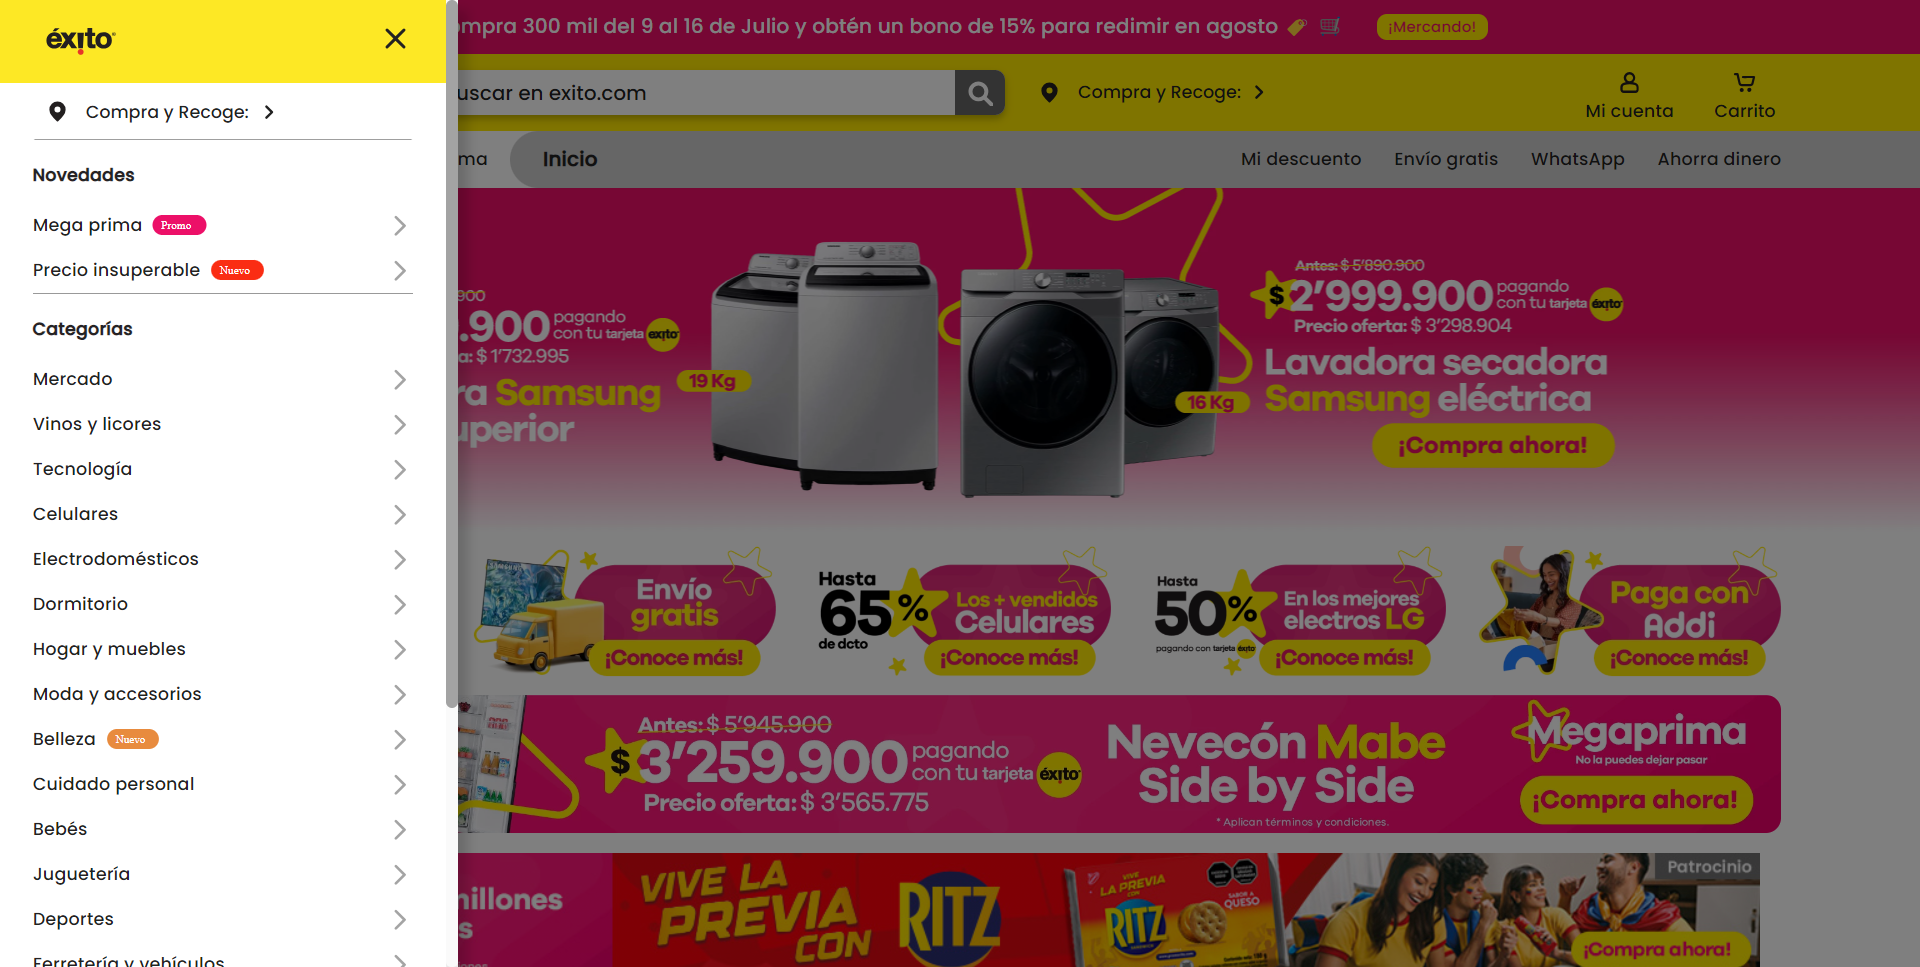 éxito
Compra y Recoge:
Novedades
Mega prima Promo
Precio insuperable Nuevo
Categorías
Mercado
Vinos y licores
Tecnología
Celulares
Electrodomésticos
Dormitorio
Hogar y muebles
Moda y accesorios
Belleza Nuevo
Cuidado personal
Bebés
Juguetería
Deportes
Ferretería y vehículos
mpra 300 mil del 9 al 16 de Julio y obtén un bono de 15% para redimir en agosto ¡Mercando!
uscar en exito.com
Compra y Recoge:
Mi cuenta
Carrito
ma
Inicio
Mi descuento
Envío gratis
WhatsApp
Ahorra dinero
900
.900 pagando
con tu tarjeta éxito
a: $ 1'732.995
ra Samsung
uperior
19 Kg
Antes: $ 5'890.900
$ 2'999.900 pagando
con tu tarjeta éxito
Precio oferta: $ 3'298.904
Lavadora secadora
Samsung eléctrica
16 Kg
¡Compra ahora!
Envío
gratis
¡Conoce más!
Hasta
65%
de dcto
Los + vendidos
Celulares
¡Conoce más!
Hasta
50%
pagando con tarjeta éxito
En los mejores
electros LG
¡Conoce más!
Paga con
Addi
¡Conoce más!
Antes: $ 5'945.900
$ 3'259.900 pagando
con tu tarjeta éxito
Precio oferta: $ 3'565.775
Nevecón Mabe
Side by Side
* Aplican términos y condiciones.
Megaprima
No la puedes dejar pasar
¡Compra ahora!
illones
s
VIVE LA
PREVIA
CON
RITZ
VIVE LA
PREVIA
CON
RITZ
SABOR A
QUESO
Patrocinio
¡Compra ahora!